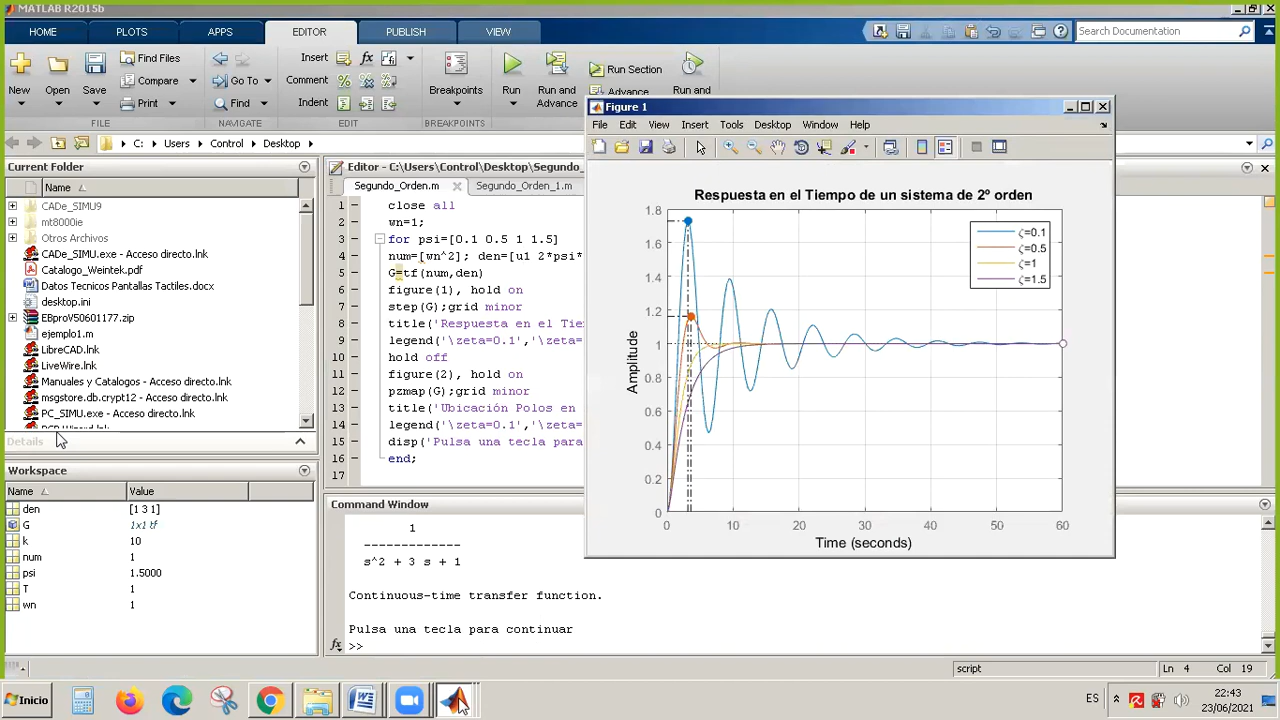 MATLAB R2015b
HOME PLOTS APPS EDITOR PUBLISH VIEW
Search Documentation
New Open Save
Find Files
Compare
Print
Go To
Find
Insert
Comment
Indent
Breakpoints
Run
Run and
Advance
Run Section
Advance
Run and
FILE NAVIGATE EDIT BREAKPOINTS
C: Users Control Desktop
Current Folder
Name
CADe_SIMU9
mt8000ie
Otros Archivos
CADe_SIMU.exe - Acceso directo.lnk
Catalogo_Weintek.pdf
Datos Tecnicos Pantallas Tactiles.docx
desktop.ini
EBproV50601177.zip
ejemplo1.m
LibreCAD.lnk
LiveWire.lnk
Manuales y Catalogos - Acceso directo.lnk
msgstore.db.crypt12 - Acceso directo.lnk
PC_SIMU.exe - Acceso directo.lnk
Details
Workspace
Name Value
den [1 3 1]
G 1x1 tf
k 10
num 1
psi 1.5000
T 1
wn 1
Editor - C:\Users\Control\Desktop\Segundo_
Segundo_Orden.m Segundo_Orden_1.m
1 close all
2 wn=1;
3 for psi=[0.1 0.5 1 1.5]
4 num=[wn^2]; den=[u1 2*psi*
5 G=tf(num,den)
6 figure(1), hold on
7 step(G);grid minor
8 title('Respuesta en el Tie
9 legend('\zeta=0.1','\zeta=
10 hold off
11 figure(2), hold on
12 pzmap(G);grid minor
13 title('Ubicación Polos en
14 legend('\zeta=0.1','\zeta=
15 disp('Pulsa una tecla para
16 end;
17
Command Window
1
-------------
s^2 + 3 s + 1
Continuous-time transfer function.
Pulsa una tecla para continuar
fx >>
Figure 1
File Edit View Insert Tools Desktop Window Help
Respuesta en el Tiempo de un sistema de 2º orden
ζ=0.1
ζ=0.5
ζ=1
ζ=1.5
Amplitude
1.8
1.6
1.4
1.2
1
0.8
0.6
0.4
0.2
0
0 10 20 30 40 50 60
Time (seconds)
script Ln 4 Col 19
Inicio
ES
22:43
23/06/2021